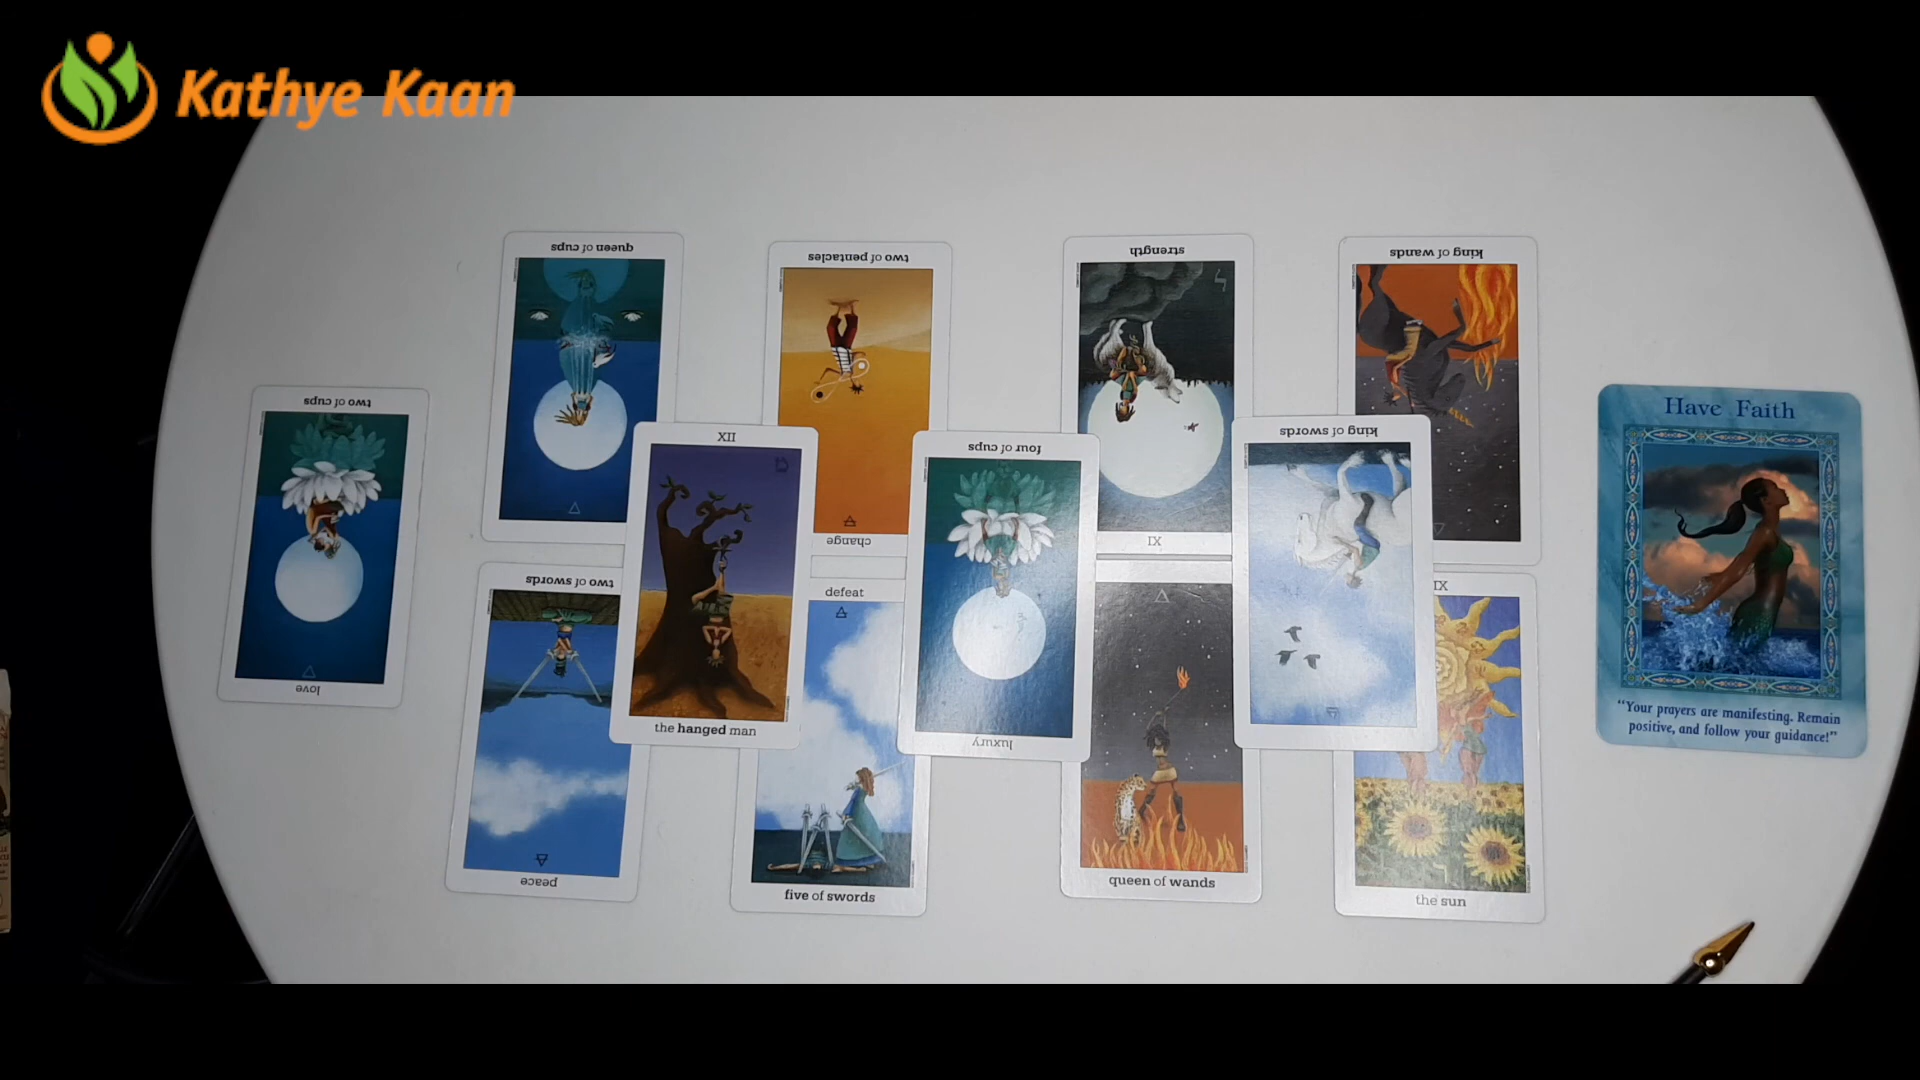 Kathye Kaan
queen of cups
two of pentacles
change
strength
XI
king of wands
two of cups
love
two of swords
peace
XII
the hanged man
defeat
five of swords
four of cups
luxury
queen of wands
king of swords
IX
the sun
Have Faith
"Your prayers are manifesting. Remain
positive, and follow your guidance!"